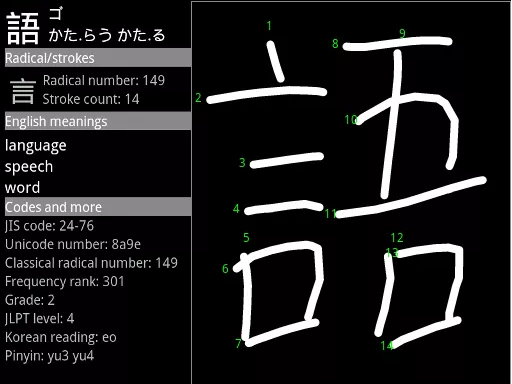 語 ゴ
かた.らう かた.る
Radical/strokes
言 Radical number: 149
Stroke count: 14
English meanings
language
speech
word
Codes and more
JIS code: 24-76
Unicode number: 8a9e
Classical radical number: 149
Frequency rank: 301
Grade: 2
JLPT level: 4
Korean reading: eo
Pinyin: yu3 yu4
語
1
2
3
4
5
6
7
8
9
10
11
12
13
14